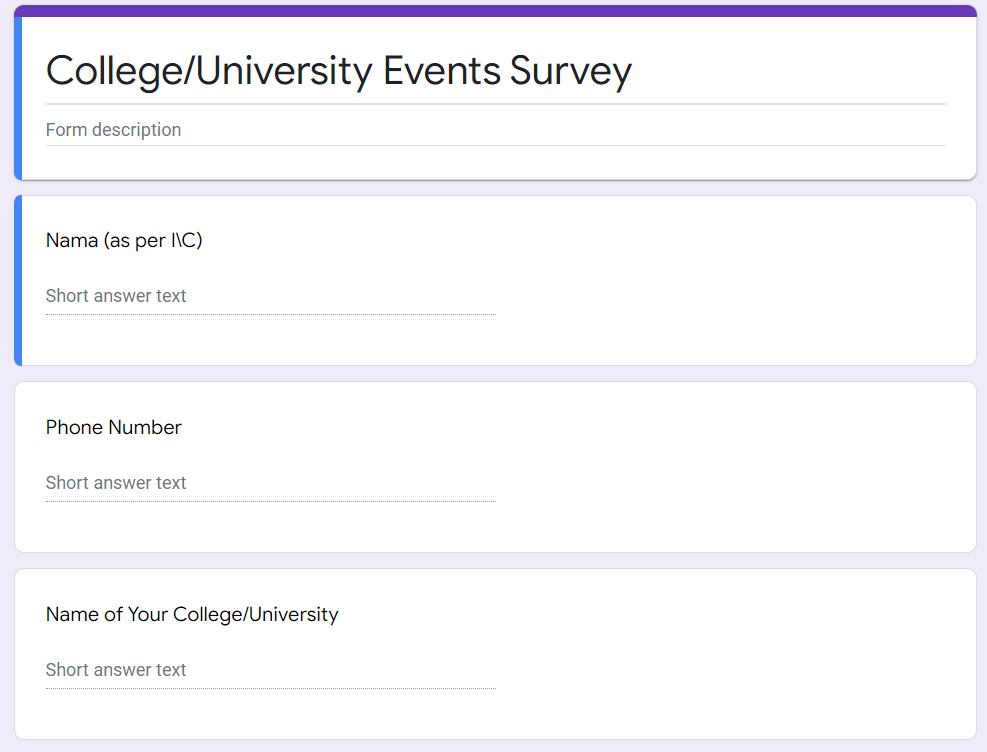 College/University Events Survey
Form description
Nama (as per I\C)
Short answer text
Phone Number
Short answer text
Name of Your College/University
Short answer text